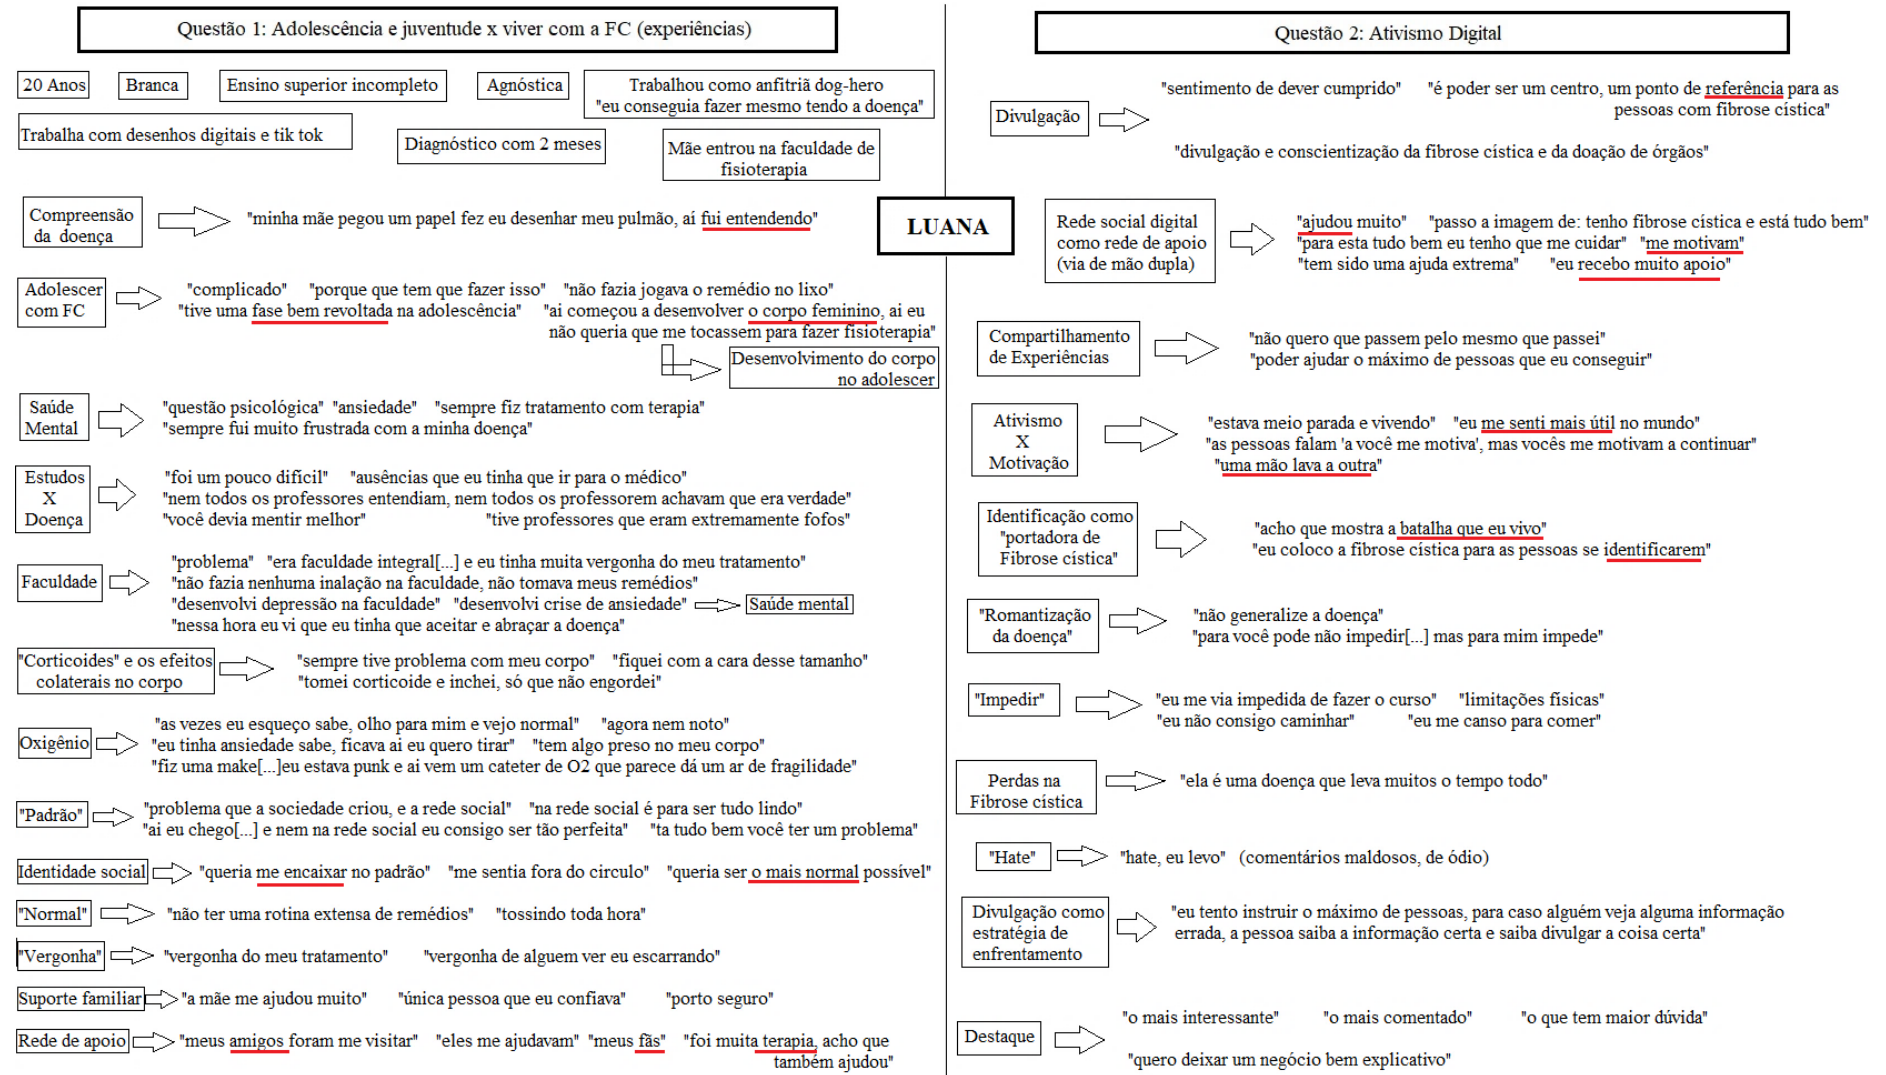 Questão 1: Adolescência e juventude x viver com a FC (experiências)
20 Anos
Branca
Ensino superior incompleto
Agnóstica
Trabalhou como anfitriã dog-hero
"eu conseguia fazer mesmo tendo a doença"
Trabalha com desenhos digitais e tik tok
Diagnóstico com 2 meses
Mãe entrou na faculdade de
fisioterapia
Compreensão
da doença
"minha mãe pegou um papel fez eu desenhar meu pulmão, aí fui entendendo"
Adolescer
com FC
"complicado" "porque que tem que fazer isso" "não fazia jogava o remédio no lixo"
"tive uma fase bem revoltada na adolescência" "ai começou a desenvolver o corpo feminino, ai eu
não queria que me tocassem para fazer fisioterapia"
Desenvolvimento do corpo
no adolescer
Saúde
Mental
"questão psicológica" "ansiedade" "sempre fiz tratamento com terapia"
"sempre fui muito frustrada com a minha doença"
Estudos
X
Doença
"foi um pouco difícil" "ausências que eu tinha que ir para o médico"
"nem todos os professores entendiam, nem todos os professorem achavam que era verdade"
"você devia mentir melhor" "tive professores que eram extremamente fofos"
Faculdade
"problema" "era faculdade integral[...] e eu tinha muita vergonha do meu tratamento"
"não fazia nenhuma inalação na faculdade, não tomava meus remédios"
"desenvolvi depressão na faculdade" "desenvolvi crise de ansiedade" Saúde mental
"nessa hora eu vi que eu tinha que aceitar e abraçar a doença"
"Corticoides" e os efeitos
colaterais no corpo
"sempre tive problema com meu corpo" "fiquei com a cara desse tamanho"
"tomei corticoide e inchei, só que não engordei"
Oxigênio
"as vezes eu esqueço sabe, olho para mim e vejo normal" "agora nem noto"
"eu tinha ansiedade sabe, ficava ai eu quero tirar" "tem algo preso no meu corpo"
"fiz uma make[...]eu estava punk e ai vem um cateter de O2 que parece dá um ar de fragilidade"
"Padrão"
"problema que a sociedade criou, e a rede social" "na rede social é para ser tudo lindo"
"ai eu chego[...] e nem na rede social eu consigo ser tão perfeita" "ta tudo bem você ter um problema"
Identidade social
"queria me encaixar no padrão" "me sentia fora do circulo" "queria ser o mais normal possível"
"Normal"
"não ter uma rotina extensa de remédios" "tossindo toda hora"
"Vergonha"
"vergonha do meu tratamento" "vergonha de alguem ver eu escarrando"
Suporte familiar
"a mãe me ajudou muito" "única pessoa que eu confiava" "porto seguro"
Rede de apoio
"meus amigos foram me visitar" "eles me ajudavam" "meus fãs" "foi muita terapia, acho que
também ajudou"
LUANA
Questão 2: Ativismo Digital
Divulgação
"sentimento de dever cumprido" "é poder ser um centro, um ponto de referência para as
pessoas com fibrose cística"
"divulgação e conscientização da fibrose cística e da doação de órgãos"
Rede social digital
como rede de apoio
(via de mão dupla)
"ajudou muito" "passo a imagem de: tenho fibrose cística e está tudo bem"
"para esta tudo bem eu tenho que me cuidar" "me motivam"
"tem sido uma ajuda extrema" "eu recebo muito apoio"
Compartilhamento
de Experiências
"não quero que passem pelo mesmo que passei"
"poder ajudar o máximo de pessoas que eu conseguir"
Ativismo
X
Motivação
"estava meio parada e vivendo" "eu me senti mais útil no mundo"
"as pessoas falam 'a você me motiva', mas vocês me motivam a continuar"
"uma mão lava a outra"
Identificação como
"portadora de
Fibrose cística"
"acho que mostra a batalha que eu vivo"
"eu coloco a fibrose cística para as pessoas se identificarem"
"Romantização
da doença"
"não generalize a doença"
"para você pode não impedir[...] mas para mim impede"
"Impedir"
"eu me via impedida de fazer o curso" "limitações físicas"
"eu não consigo caminhar" "eu me canso para comer"
Perdas na
Fibrose cística
"ela é uma doença que leva muitos o tempo todo"
"Hate"
"hate, eu levo" (comentários maldosos, de ódio)
Divulgação como
estratégia de
enfrentamento
"eu tento instruir o máximo de pessoas, para caso alguém veja alguma informação
errada, a pessoa saiba a informação certa e saiba divulgar a coisa certa"
Destaque
"o mais interessante" "o mais comentado" "o que tem maior dúvida"
"quero deixar um negócio bem explicativo"